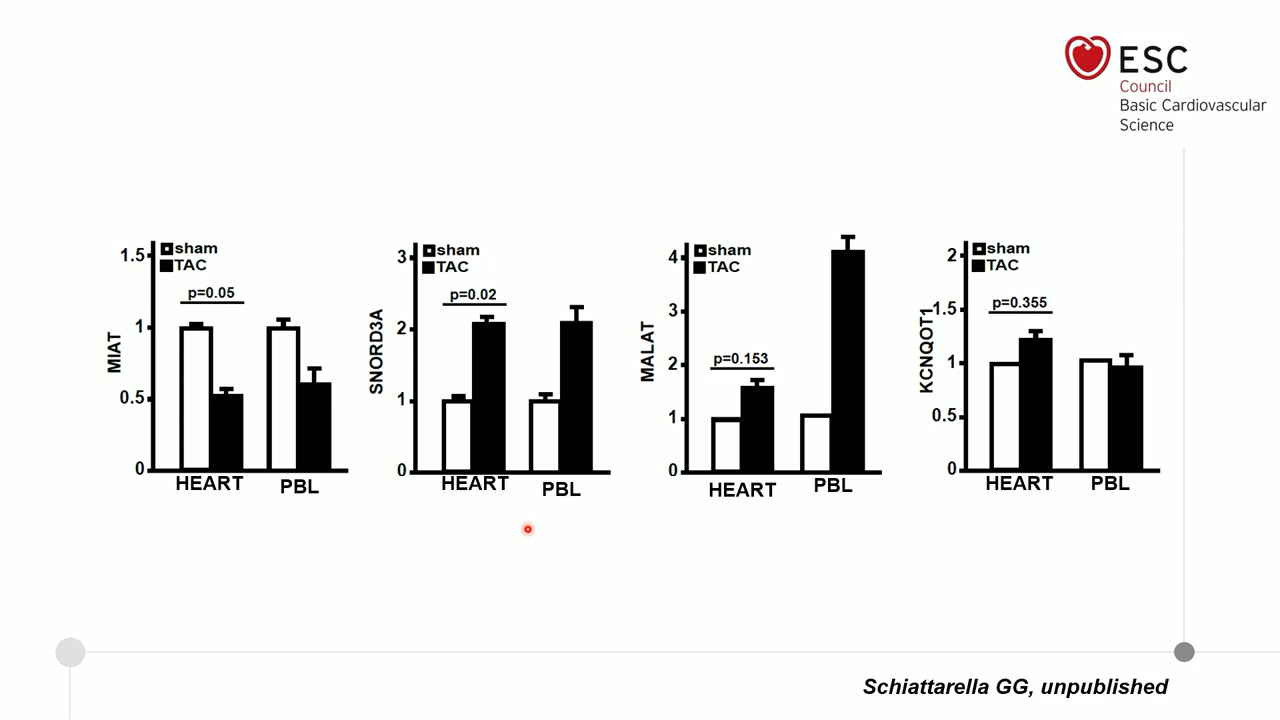 ESC
Council
Basic Cardiovascular
Science
MIAT
1.5
1
0.5
0
sham
TAC
p=0.05
HEART
PBL
SNORD3A
3
2
1
0
sham
TAC
p=0.02
HEART
PBL
MALAT
4
3
2
1
0
sham
TAC
p=0.153
HEART
PBL
KCNQOT1
2
1.5
1
0.5
0
sham
TAC
p=0.355
HEART
PBL
Schiattarella GG, unpublished